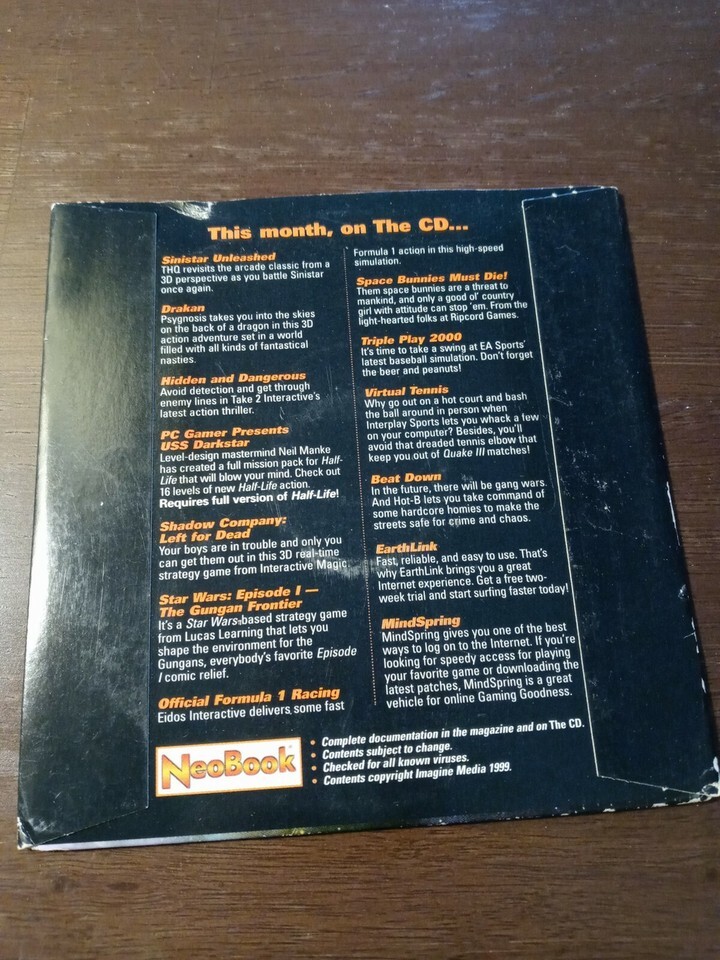 This month, on The CD...
Sinistar Unleashed
THQ revisits the arcade classic from a
3D perspective as you battle Sinistar
once again.
Drakan
Psygnosis takes you into the skies
on the back of a dragon in this 3D
action adventure set in a world
filled with all kinds of fantastical
nasties.
Hidden and Dangerous
Avoid detection and get through
enemy lines in Take 2 Interactive's
latest action thriller.
PC Gamer Presents
USS Darkstar
Level-design mastermind Neil Manke
has created a full mission pack for Half-
Life that will blow your mind. Check out
16 levels of new Half-Life action.
Requires full version of Half-Life!
Shadow Company:
Left for Dead
Your boys are in trouble and only you
can get them out in this 3D real-time
strategy game from Interactive Magic.
Star Wars: Episode I —
The Gungan Frontier
It's a Star Wars-based strategy game
from Lucas Learning that lets you
shape the environment for the
Gungans, everybody's favorite Episode
I comic relief.
Official Formula 1 Racing
Eidos Interactive delivers some fast
Formula 1 action in this high-speed
simulation.
Space Bunnies Must Die!
Them space bunnies are a threat to
mankind, and only a good ol' country
girl with attitude can stop 'em. From the
light-hearted folks at Ripcord Games.
Triple Play 2000
It's time to take a swing at EA Sports'
latest baseball simulation. Don't forget
the beer and peanuts!
Virtual Tennis
Why go out on a hot court and bash
the ball around in person when
Interplay Sports lets you whack a few
on your computer? Besides, you'll
avoid that dreaded tennis elbow that
keep you out of Quake III matches!
Beat Down
In the future, there will be gang wars.
And Hot-B lets you take command of
some hardcore homies to make the
streets safe for crime and chaos.
EarthLink
Fast, reliable, and easy to use. That's
why EarthLink brings you a great
Internet experience. Get a free two-
week trial and start surfing faster today!
MindSpring
MindSpring gives you one of the best
ways to log on to the Internet. If you're
looking for speedy access for playing
your favorite game or downloading the
latest patches, MindSpring is a great
vehicle for online Gaming Goodness.
NeoBook
• Complete documentation in the magazine and on The CD.
• Contents subject to change.
• Checked for all known viruses.
• Contents copyright Imagine Media 1999.